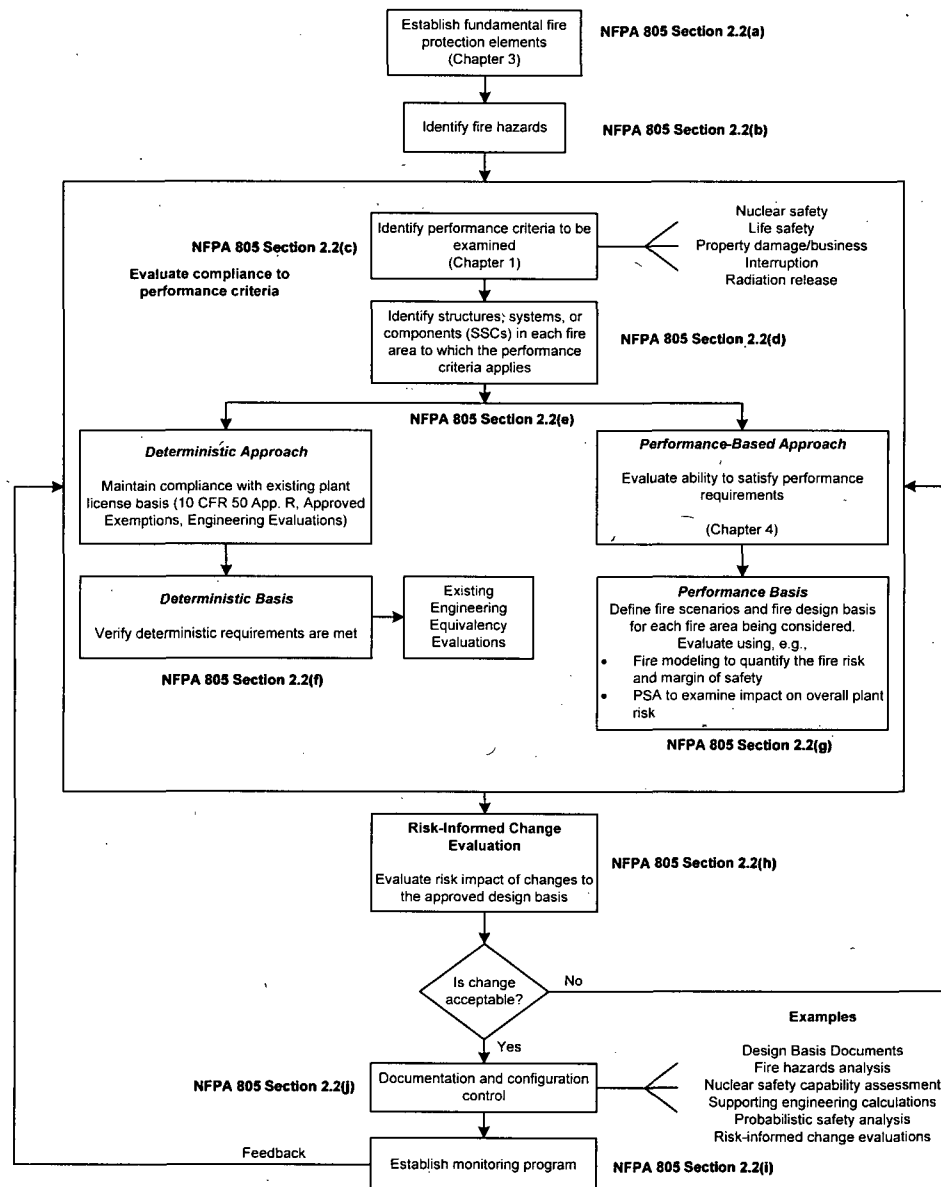 Establish fundamental fire
protection elements
(Chapter 3)
NFPA 805 Section 2.2(a)
Identify fire hazards
NFPA 805 Section 2.2(b)
NFPA 805 Section 2.2(c)
Evaluate compliance to
performance criteria
Identify performance criteria to be
examined
(Chapter 1)
Nuclear safety
Life safety
Property damage/business
Interruption
Radiation release
Identify structures, systems, or
components (SSCs) in each fire
area to which the performance
criteria applies
NFPA 805 Section 2.2(d)
NFPA 805 Section 2.2(e)
Deterministic Approach
Maintain compliance with existing plant
license basis (10 CFR 50 App. R, Approved
Exemptions, Engineering Evaluations)
Performance-Based Approach
Evaluate ability to satisfy performance
requirements
(Chapter 4)
Deterministic Basis
Verify deterministic requirements are met
Existing
Engineering
Equivalency
Evaluations
NFPA 805 Section 2.2(f)
Performance Basis
Define fire scenarios and fire design basis
for each fire area being considered.
Evaluate using, e.g.,
• Fire modeling to quantify the fire risk
and margin of safety
• PSA to examine impact on overall plant
risk
NFPA 805 Section 2.2(g)
Risk-Informed Change
Evaluation
Evaluate risk impact of changes to
the approved design basis
NFPA 805 Section 2.2(h)
Is change
acceptable?
No
Yes
Examples
Design Basis Documents
Fire hazards analysis
Nuclear safety capability assessment
Supporting engineering calculations
Probabilistic safety analysis
Risk-informed change evaluations
NFPA 805 Section 2.2(j)
Documentation and configuration
control
Feedback
Establish monitoring program
NFPA 805 Section 2.2(i)